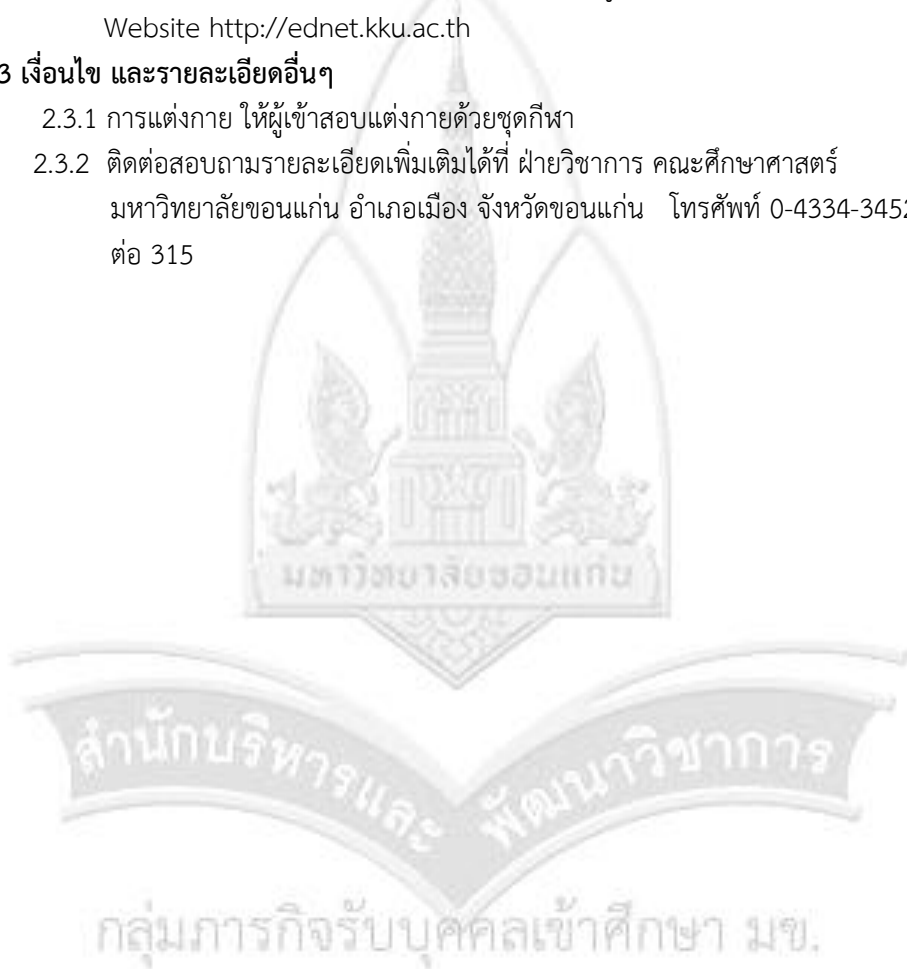 Website http://ednet.kku.ac.th
3 เงื่อนไข และรายละเอียดอื่นๆ
2.3.1 การแต่งกาย ให้ผู้เข้าสอบแต่งกายด้วยชุดกีฬา
2.3.2 ติดต่อสอบถามรายละเอียดเพิ่มเติมได้ที่ ฝ่ายวิชาการ คณะศึกษาศาสตร์
มหาวิทยาลัยขอนแก่น อำเภอเมือง จังหวัดขอนแก่น โทรศัพท์ 0-4334-3452
ต่อ 315
มหาวิทยาลัยขอนแก่น
สำนักบริหารและ พัฒนาวิชาการ
กลุ่มภารกิจรับบุคคลเข้าศึกษา มข.